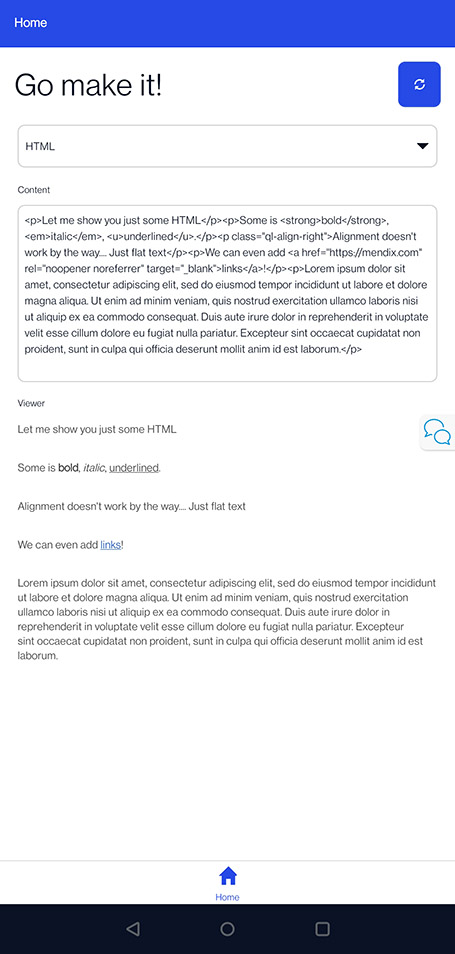 Home
Go make it!
HTML
Content
<p>Let me show you just some HTML</p><p>Some is <strong>bold</strong>,
<em>italic</em>, <u>underlined</u>.</p><p class="ql-align-right">Alignment doesn't
work by the way.... Just flat text</p><p>We can even add <a href="https://mendix.com"
rel="noopener noreferrer" target="_blank">links</a>!</p><p>Lorem ipsum dolor sit
amet, consectetur adipiscing elit, sed do eiusmod tempor incididunt ut labore et dolore
magna aliqua. Ut enim ad minim veniam, quis nostrud exercitation ullamco laboris nisi
ut aliquip ex ea commodo consequat. Duis aute irure dolor in reprehenderit in voluptate
velit esse cillum dolore eu fugiat nulla pariatur. Excepteur sint occaecat cupidatat non
proident, sunt in culpa qui officia deserunt mollit anim id est laborum.</p>
Viewer
Let me show you just some HTML
Some is bold, italic, underlined.
Alignment doesn't work by the way.... Just flat text
We can even add links!
Lorem ipsum dolor sit amet, consectetur adipiscing elit, sed do eiusmod tempor incididunt
ut labore et dolore magna aliqua. Ut enim ad minim veniam, quis nostrud exercitation
ullamco laboris nisi ut aliquip ex ea commodo consequat. Duis aute irure dolor in
reprehenderit in voluptate velit esse cillum dolore eu fugiat nulla pariatur. Excepteur
sint occaecat cupidatat non proident, sunt in culpa qui officia deserunt mollit anim id est
laborum.
Home